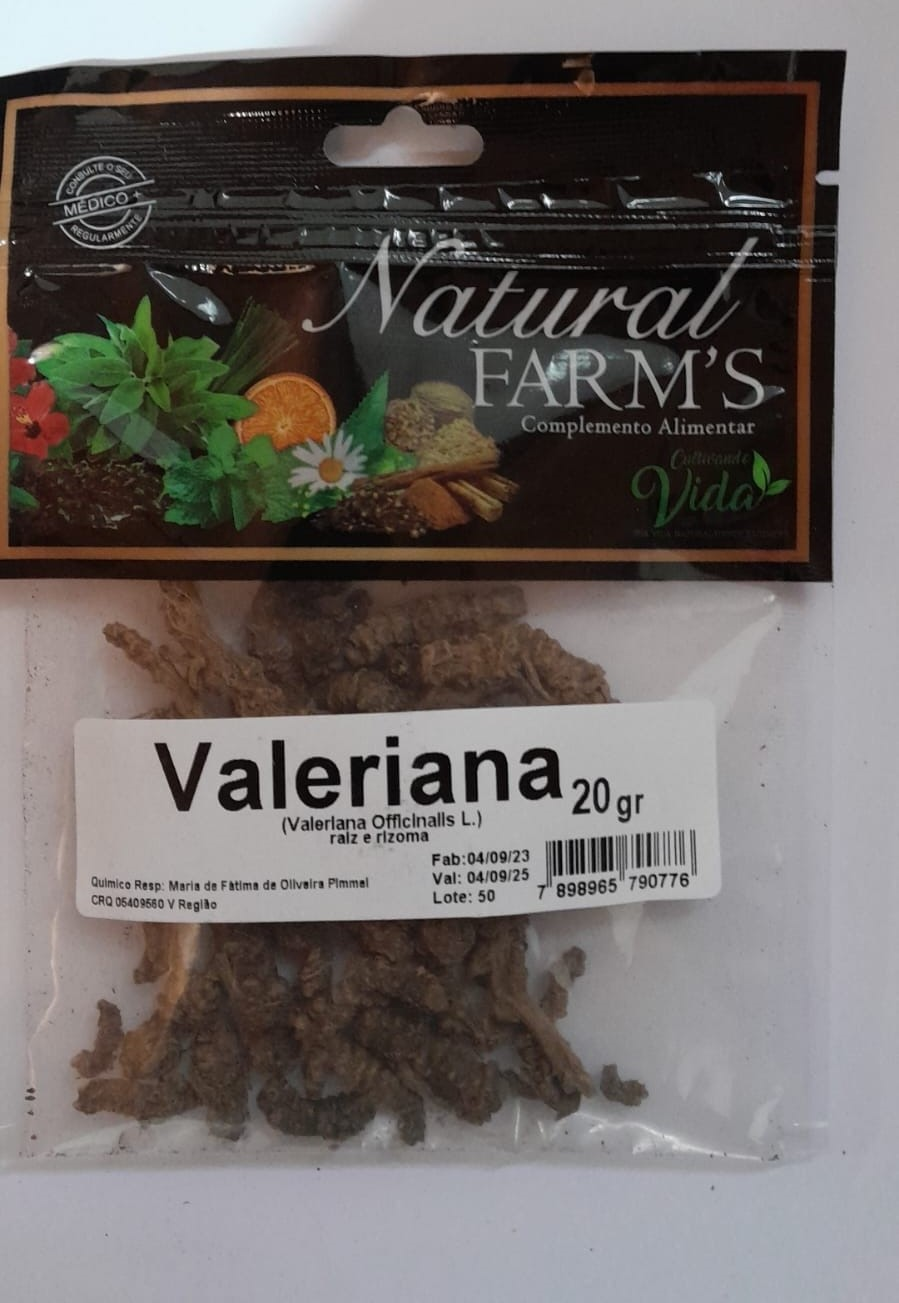 CONSULTE O SEU
MÉDICO +
REGULARMENTE
Natural
FARM'S
Complemento Alimentar
Cultivando
Vida
Valeriana 20 gr
(Valeriana Officinalis L.)
raiz e rizoma
Fab:04/09/23
Val: 04/09/25
Lote: 50
Quimico Resp: Maria de Fàtima de Oliveira Pimmel
CRQ 05409560 V Região
7 898965 790776